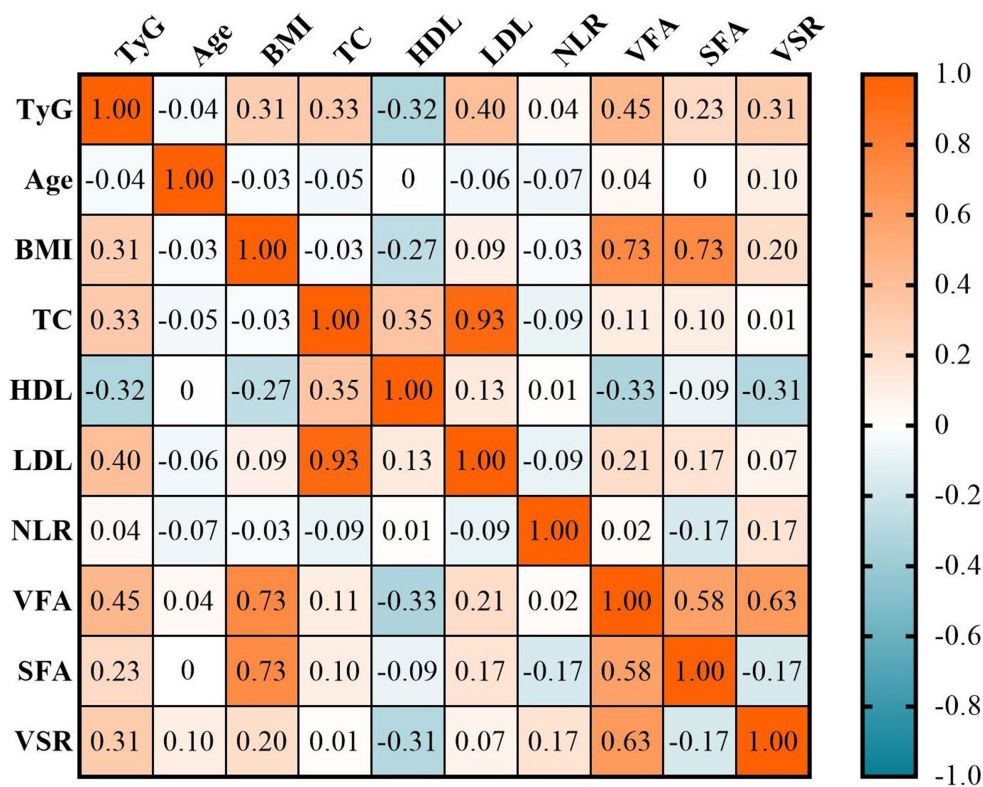 TyG Age BMI TC HDL LDL NLR VFA SFA VSR
TyG 1.00 -0.04 0.31 0.33 -0.32 0.40 0.04 0.45 0.23 0.31
Age -0.04 1.00 -0.03 -0.05 0 -0.06 -0.07 0.04 0 0.10
BMI 0.31 -0.03 1.00 -0.03 -0.27 0.09 -0.03 0.73 0.73 0.20
TC 0.33 -0.05 -0.03 1.00 0.35 0.93 -0.09 0.11 0.10 0.01
HDL -0.32 0 -0.27 0.35 1.00 0.13 0.01 -0.33 -0.09 -0.31
LDL 0.40 -0.06 0.09 0.93 0.13 1.00 -0.09 0.21 0.17 0.07
NLR 0.04 -0.07 -0.03 -0.09 0.01 -0.09 1.00 0.02 -0.17 0.17
VFA 0.45 0.04 0.73 0.11 -0.33 0.21 0.02 1.00 0.58 0.63
SFA 0.23 0 0.73 0.10 -0.09 0.17 -0.17 0.58 1.00 -0.17
VSR 0.31 0.10 0.20 0.01 -0.31 0.07 0.17 0.63 -0.17 1.00
1.0
0.8
0.6
0.4
0.2
0
-0.2
-0.4
-0.6
-0.8
-1.0